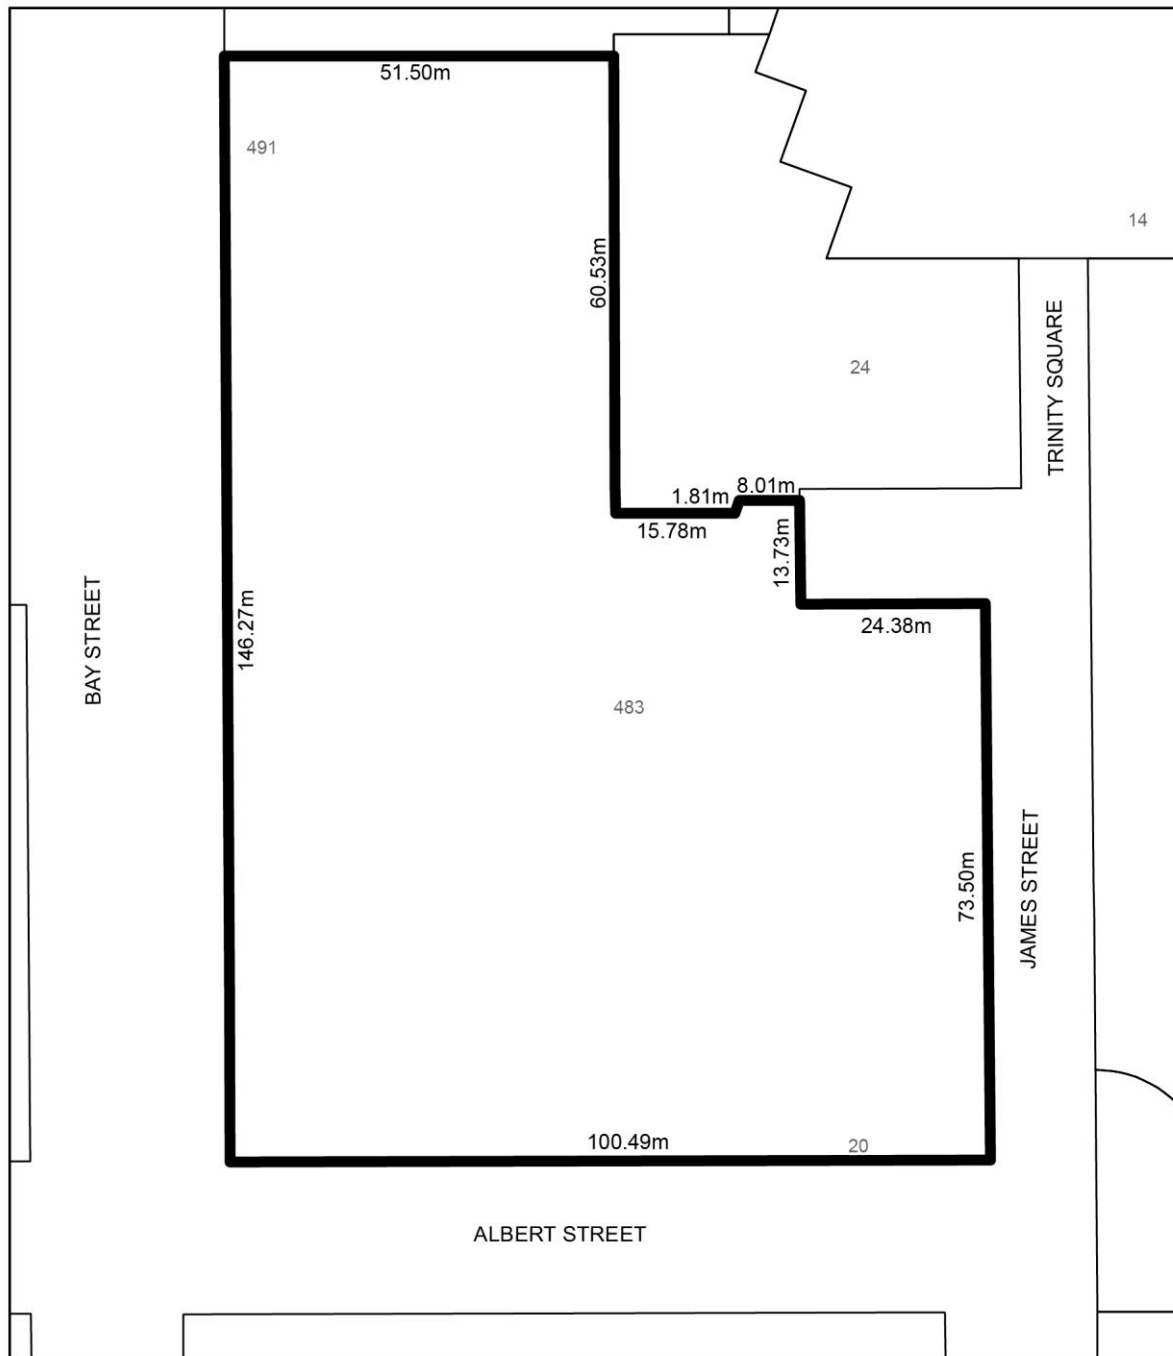 51.50m
491
14
60.53m
TRINITY SQUARE
24
8.01m
1.81m
15.78m
13.73m
BAY STREET
146.27m
24.38m
483
73.50m
JAMES STREET
100.49m
20
ALBERT STREET